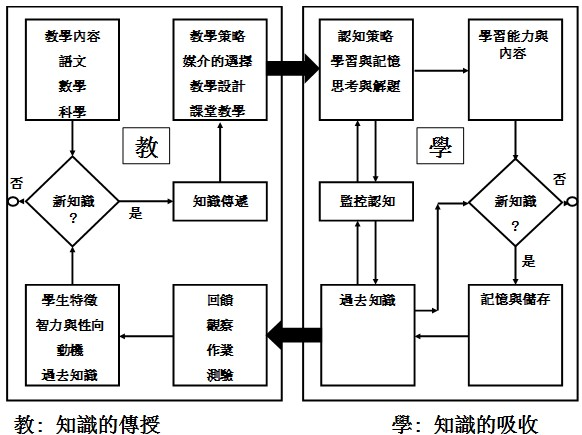 教學內容
語文
數學
科學
教學策略
媒介的選擇
教學設計
課堂教學
教
否
新知識
?
是
知識傳遞
學生特徵
智力與性向
動機
過去知識
回饋
觀察
作業
測驗
認知策略
學習與記憶
思考與解題
學習能力與
內容
學
監控認知
新知識
?
否
是
過去知識
記憶與儲存
教: 知識的傳授
學: 知識的吸收